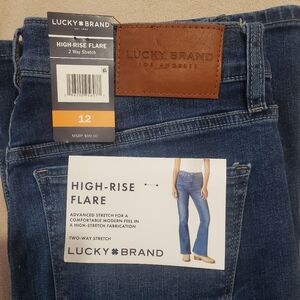 LUCKY BRAND
HIGH-RISE FLARE
2 Way Stretch
12
LUCKY BRAND
LOS ANGELES
HIGH-RISE
FLARE
ADVANCED STRETCH FOR A
COMFORTABLE MODERN FEEL IN
A HIGH-STRETCH FABRICATION
TWO-WAY STRETCH
LUCKY BRAND